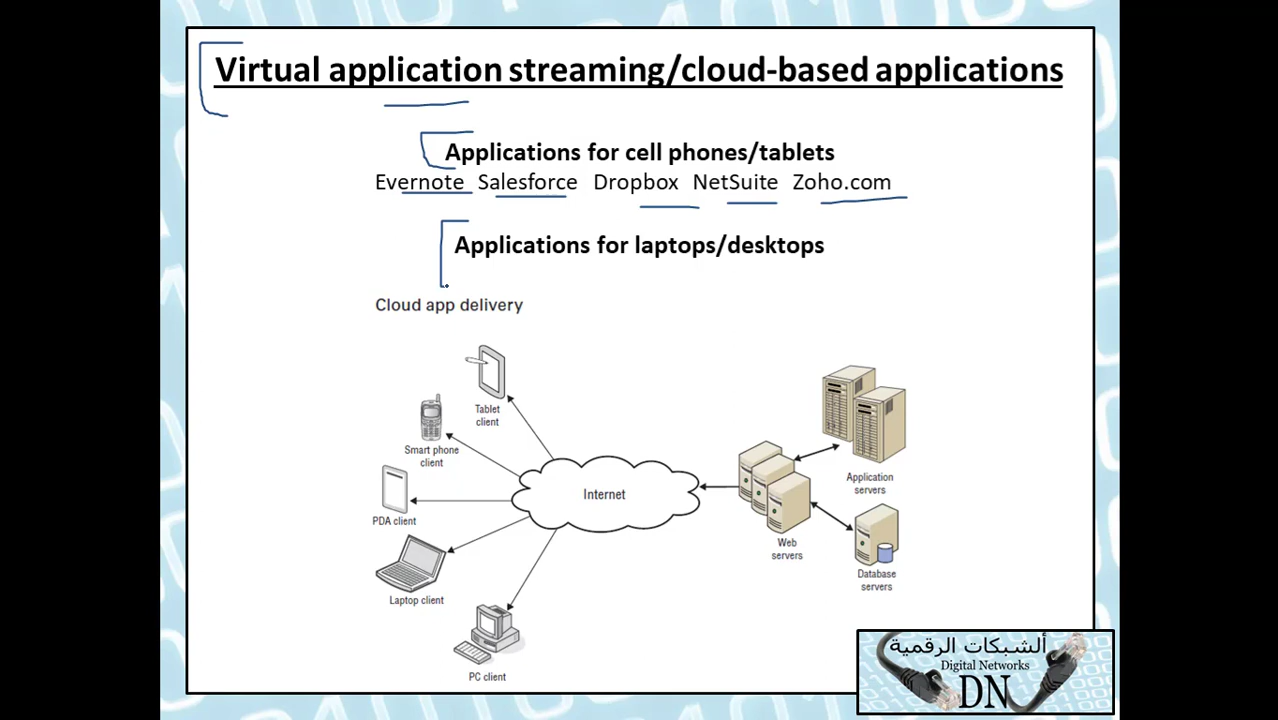 Virtual application streaming/cloud-based applications
Applications for cell phones/tablets
Evernote Salesforce Dropbox NetSuite Zoho.com
Applications for laptops/desktops
Cloud app delivery
Tablet
client
Smart phone
client
PDA client
Laptop client
PC client
Internet
Web
servers
Application
servers
Database
servers
ألشبكات الرقمية
Digital Networks
DN